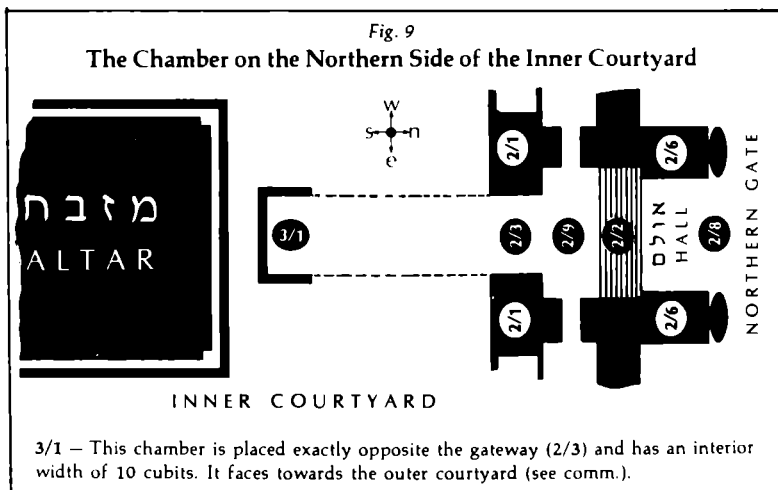 Fig. 9
The Chamber on the Northern Side of the Inner Courtyard
w
s n
e
2/1
2/6
מזבח
ALTAR
3/1
2/3
2/9
2/2
אולם
HALL
2/8
NORTHERN GATE
2/1
2/6
INNER COURTYARD
3/1 — This chamber is placed exactly opposite the gateway (2/3) and has an interior
width of 10 cubits. It faces towards the outer courtyard (see comm.).